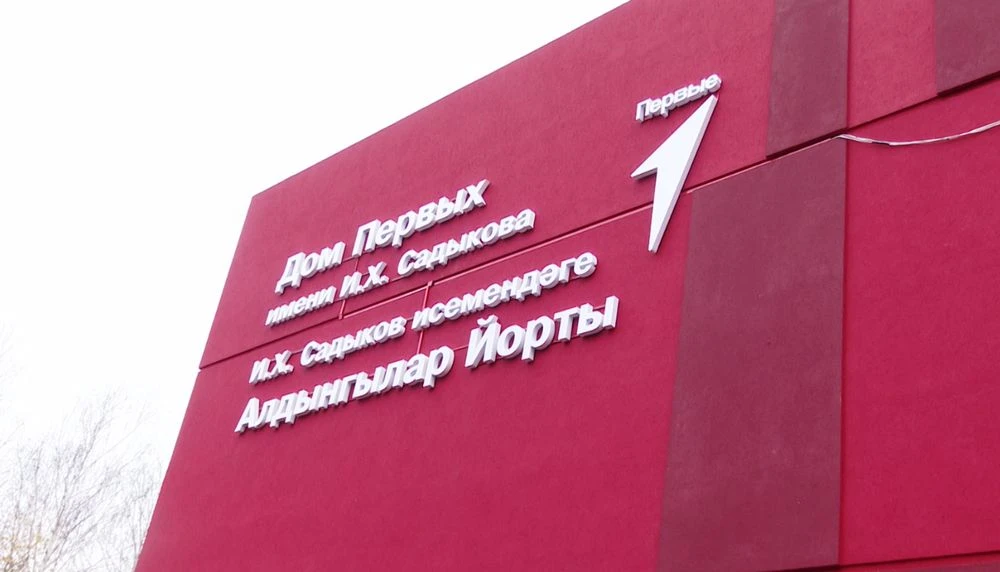 Первые
Дом Первых
имени И.Х. Садыкова
И.Х. Садыков исемендәге
Алдынгылар Йорты